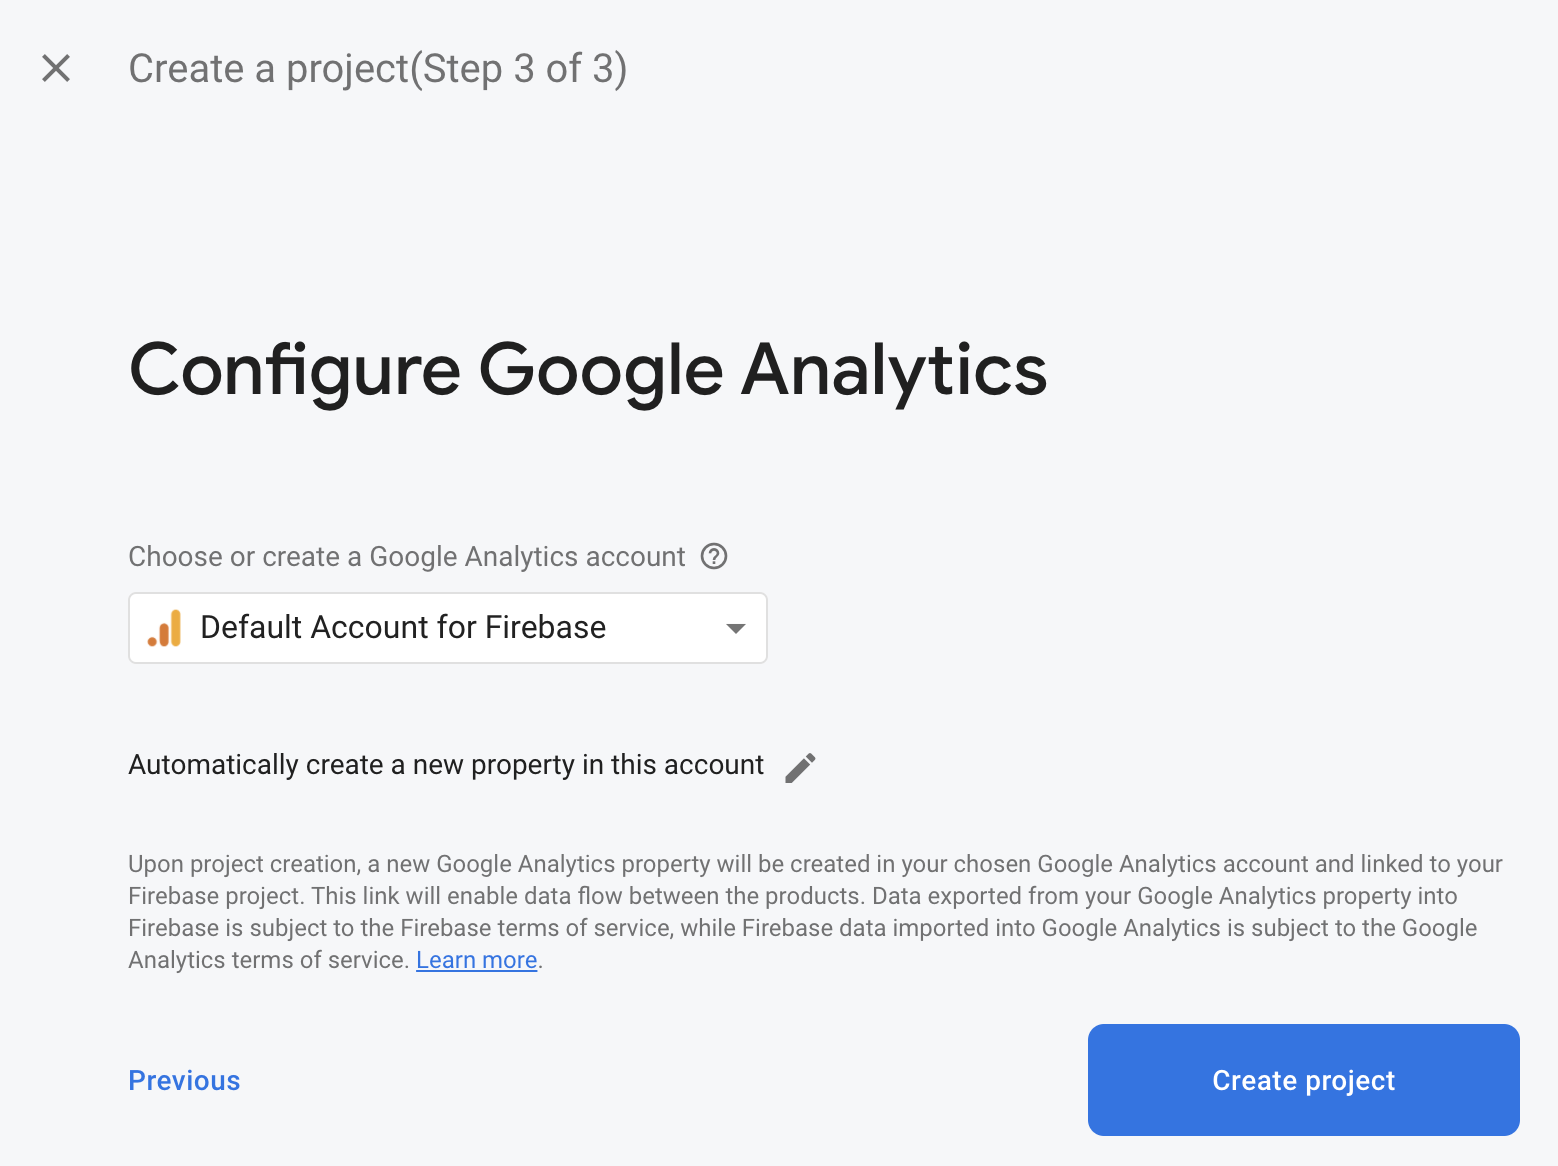 Create a project(Step 3 of 3)
Configure Google Analytics
Choose or create a Google Analytics account
Default Account for Firebase
Automatically create a new property in this account
Upon project creation, a new Google Analytics property will be created in your chosen Google Analytics account and linked to your
Firebase project. This link will enable data flow between the products. Data exported from your Google Analytics property into
Firebase is subject to the Firebase terms of service, while Firebase data imported into Google Analytics is subject to the Google
Analytics terms of service. Learn more.
Previous
Create project